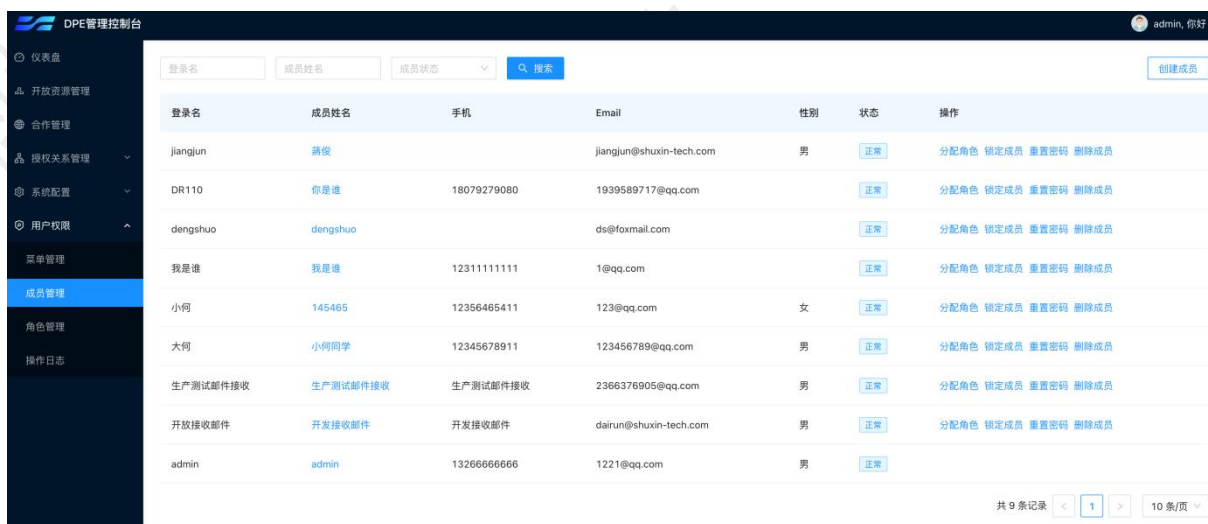 DPE管理控制台
admin, 你好
仪表盘
开放资源管理
合作管理
授权关系管理
系统配置
用户权限
菜单管理
成员管理
角色管理
操作日志
登录名 成员姓名 成员状态 搜索 创建成员
登录名 成员姓名 手机 Email 性别 状态 操作
jiangjun 蒋俊 jiangjun@shuxin-tech.com 男 正常 分配角色 锁定成员 重置密码 删除成员
DR110 你是谁 18079279080 1939589717@qq.com 正常 分配角色 锁定成员 重置密码 删除成员
dengshuo dengshuo ds@foxmail.com 正常 分配角色 锁定成员 重置密码 删除成员
我是谁 我是谁 12311111111 1@qq.com 正常 分配角色 锁定成员 重置密码 删除成员
小何 145465 12356465411 123@qq.com 女 正常 分配角色 锁定成员 重置密码 删除成员
大何 小何同学 12345678911 123456789@qq.com 男 正常 分配角色 锁定成员 重置密码 删除成员
生产测试邮件接收 生产测试邮件接收 生产测试邮件接收 2366376905@qq.com 男 正常 分配角色 锁定成员 重置密码 删除成员
开放接收邮件 开发接收邮件 开发接收邮件 dairun@shuxin-tech.com 男 正常 分配角色 锁定成员 重置密码 删除成员
admin admin 13266666666 1221@qq.com 男 正常
共 9 条记录 < 1 > 10 条/页